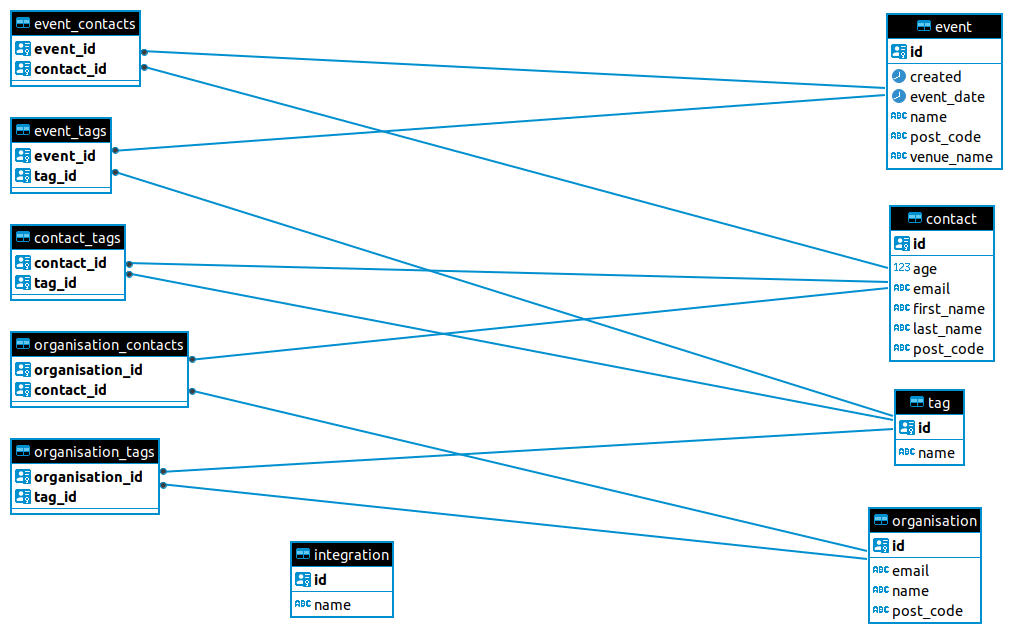 event_contacts
event_id
contact_id
event_tags
event_id
tag_id
contact_tags
contact_id
tag_id
organisation_contacts
organisation_id
contact_id
organisation_tags
organisation_id
tag_id
integration
id
ABC name
event
id
created
event_date
ABC name
ABC post_code
ABC venue_name
contact
id
123 age
ABC email
ABC first_name
ABC last_name
ABC post_code
tag
id
ABC name
organisation
id
ABC email
ABC name
ABC post_code